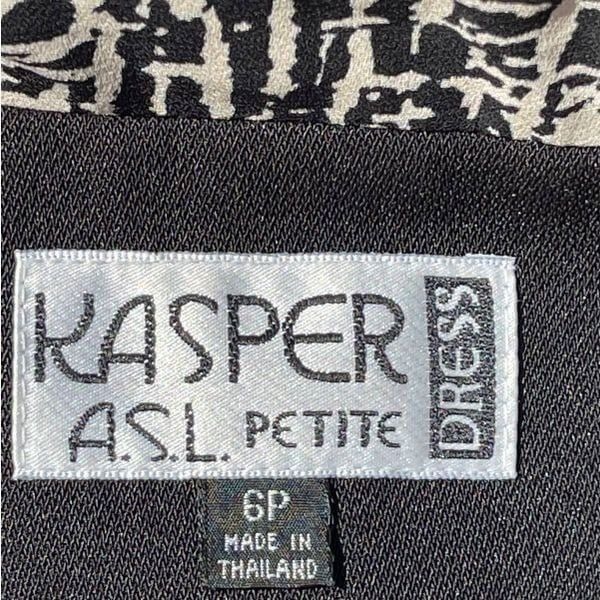 KASPER
A.S.L. PETITE
DRESS
6P
MADE IN
THAILAND